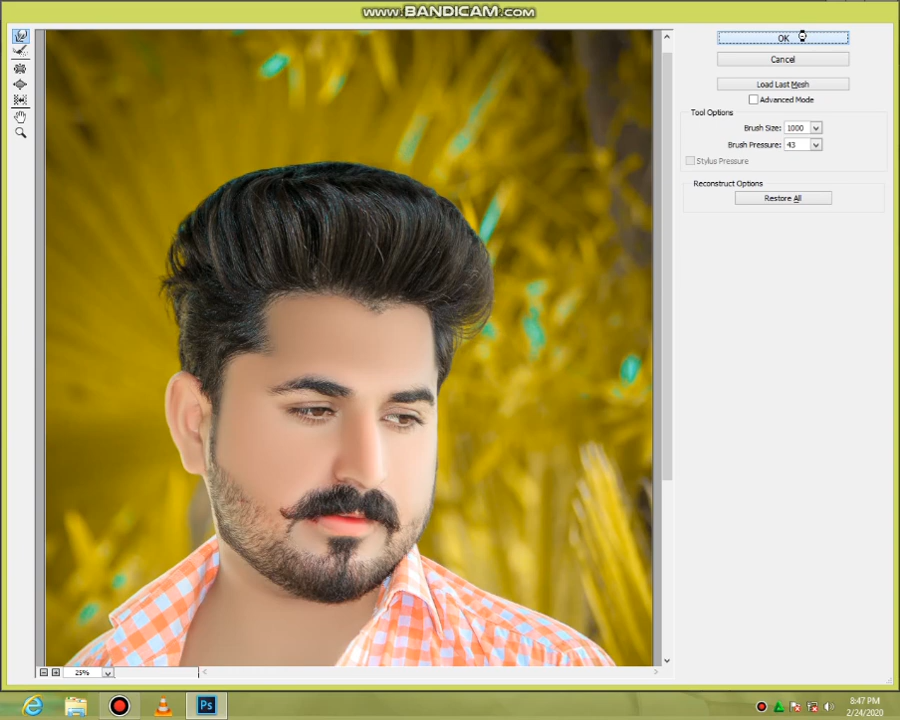 www.BANDICAM.com
OK
Cancel
Load Last Mesh
Advanced Mode
Tool Options
Brush Size: 1000
Brush Pressure: 43
Stylus Pressure
Reconstruct Options
Restore All
25%
Ps
8:47 PM
2/24/2020